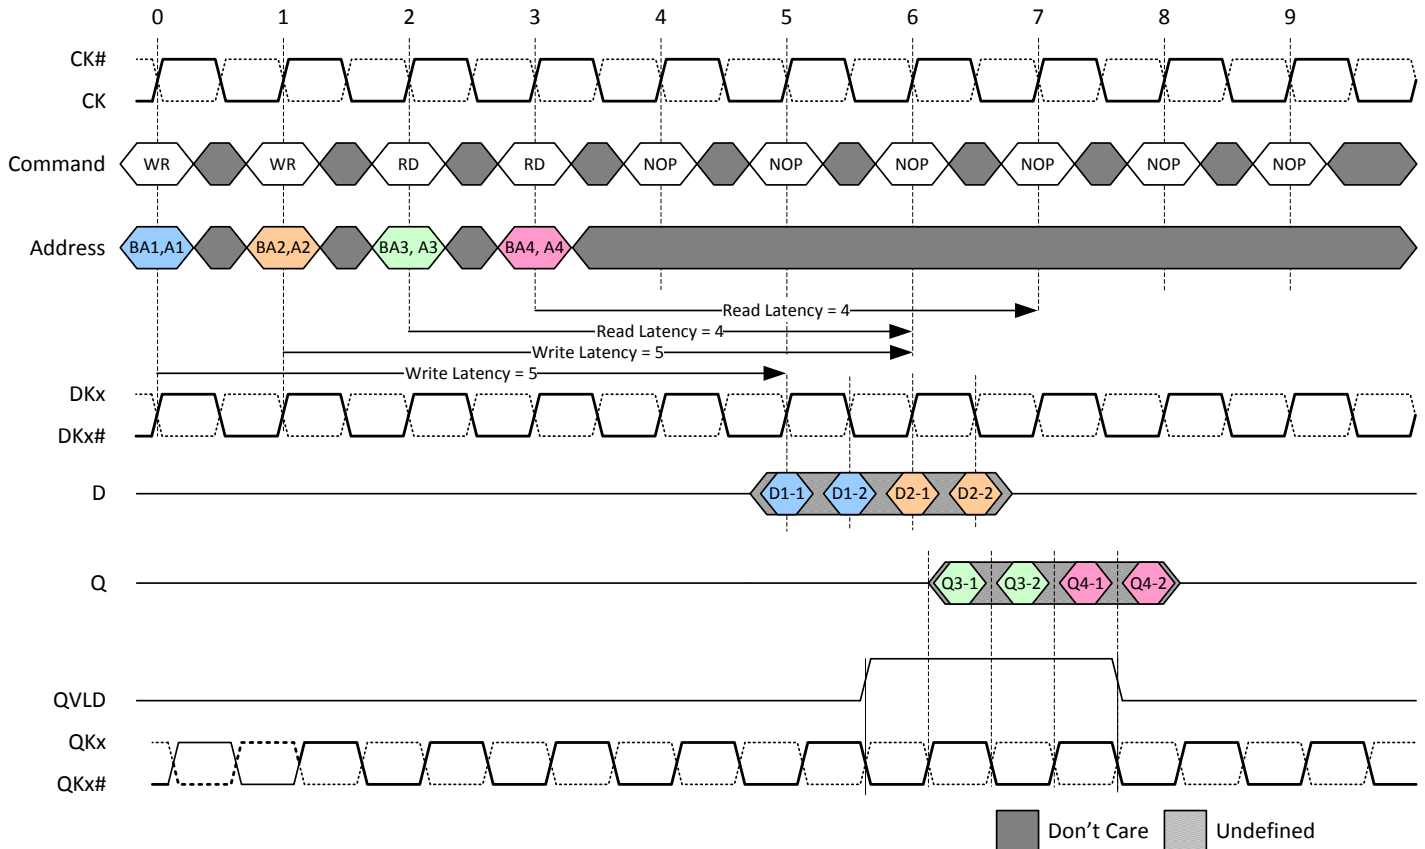 0 1 2 3 4 5 6 7 8 9
CK#
CK
Command WR WR RD RD NOP NOP NOP NOP NOP NOP
Address BA1,A1 BA2,A2 BA3, A3 BA4, A4
Read Latency = 4
Read Latency = 4
Write Latency = 5
Write Latency = 5
DKx
DKx#
D D1-1 D1-2 D2-1 D2-2
Q Q3-1 Q3-2 Q4-1 Q4-2
QVLD
QKx
QKx#
Don't Care Undefined